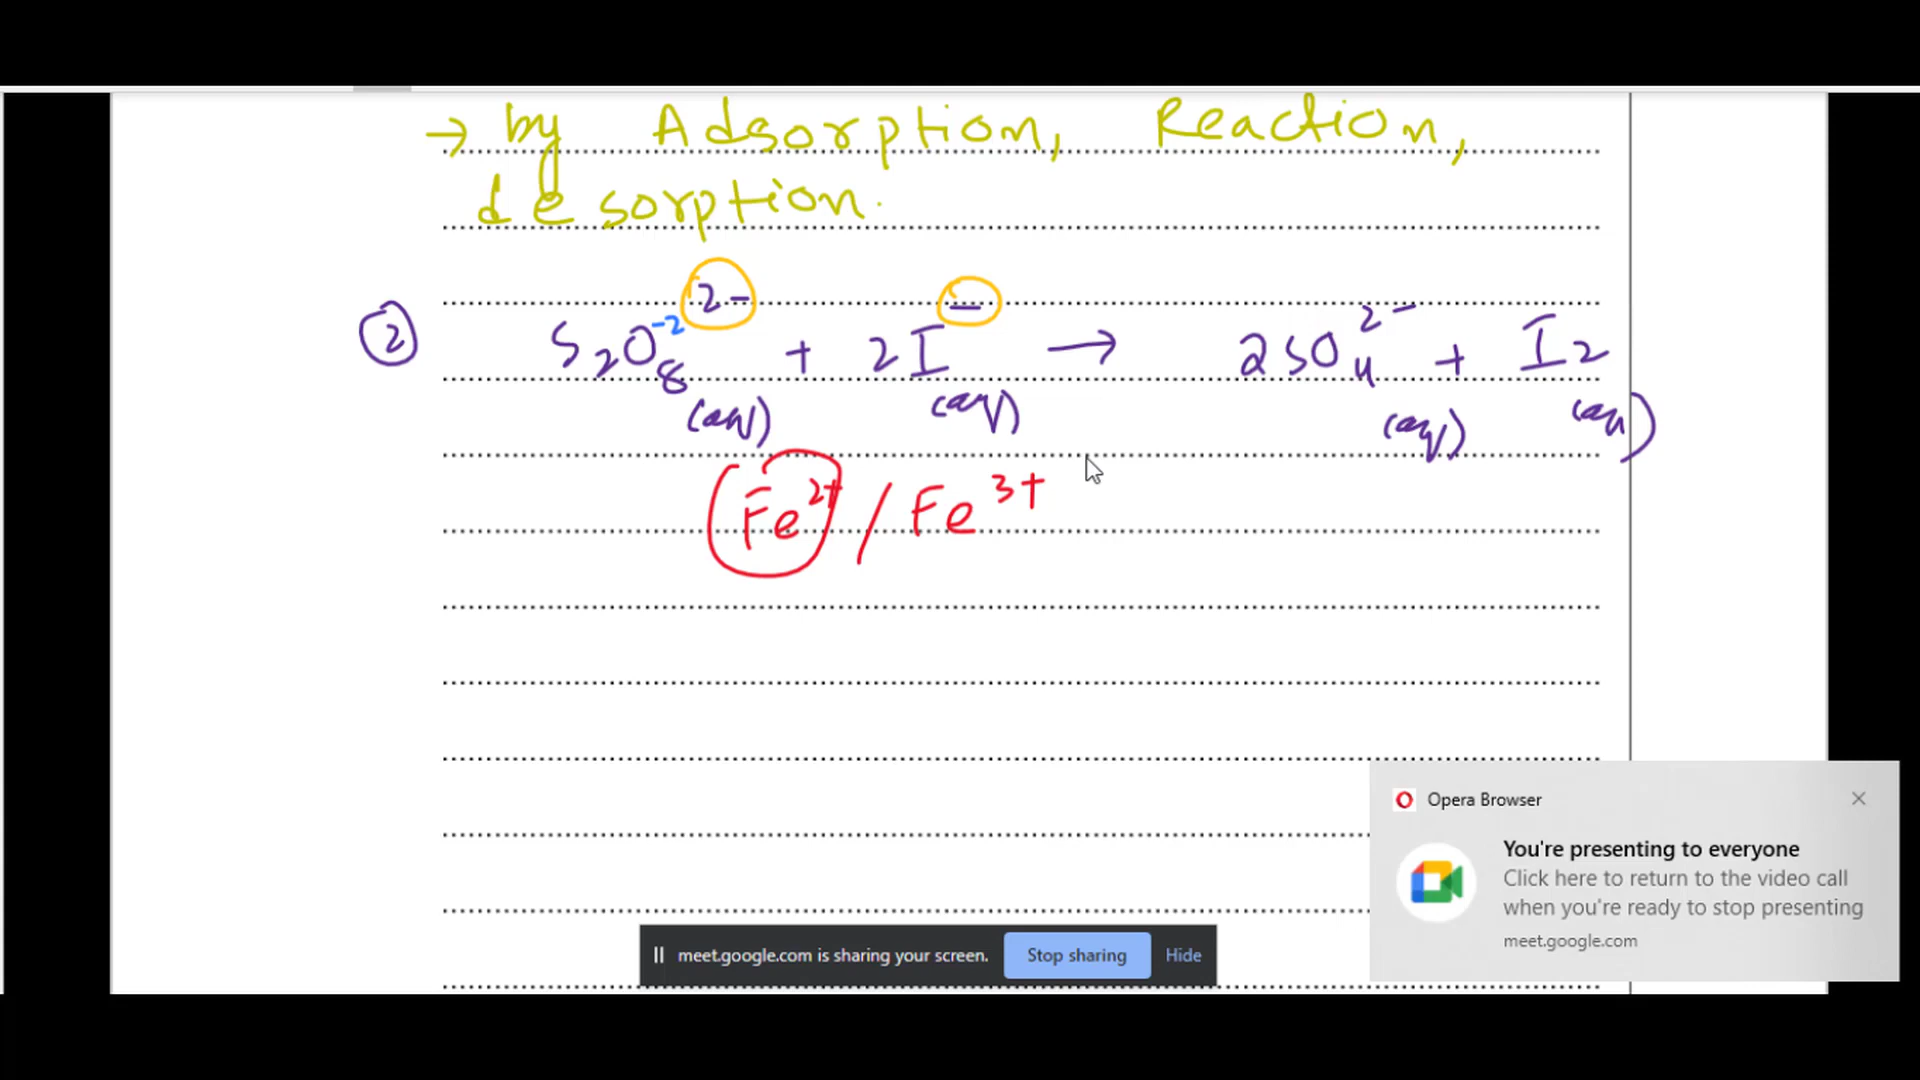 → by Adsorption, Reaction,
desorption.
② S₂O₈⁻² ²⁻ (aq) + 2I⁻ (aq) → 2SO₄²⁻ (aq) + I₂ (aq)
(Fe²⁺ / Fe³⁺
Opera Browser
You're presenting to everyone
Click here to return to the video call
when you're ready to stop presenting
meet.google.com
meet.google.com is sharing your screen. Stop sharing Hide